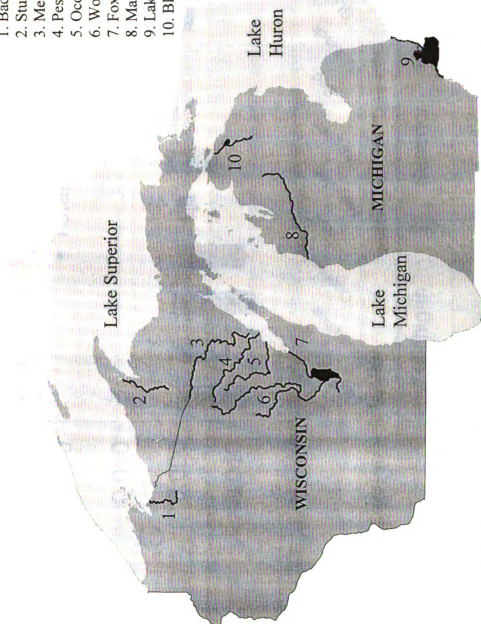 1. Bad
2. Stu
3. Me
4. Pes
5. Occ
6. Wo
7. Fox
8. Ma
9. Lak
10. Bl
Lake Superior
Lake
Huron
MICHIGAN
Lake
Michigan
WISCONSIN
1
2
3
4
5
6
7
8
9
10